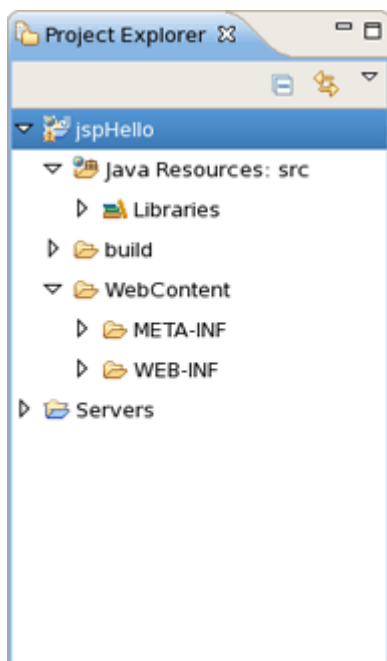 Project Explorer
jspHello
Java Resources: src
Libraries
build
WebContent
META-INF
WEB-INF
Servers